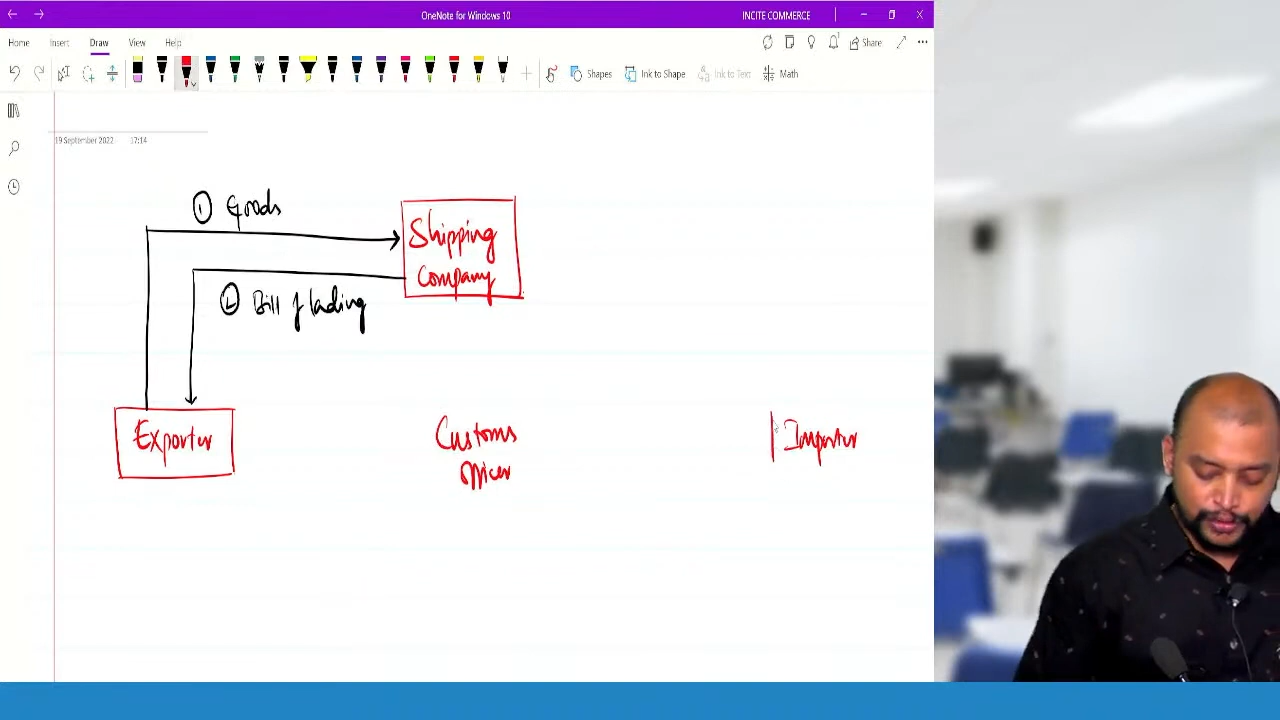 OneNote for Windows 10
INCITE COMMERCE
Home Insert Draw View Help
Share
Shapes Ink to Shape Ink to Text Math
19 September 2022 17:14
① Goods
Shipping
Company
② Bill of lading
Exporter
Customs
officer
Importer